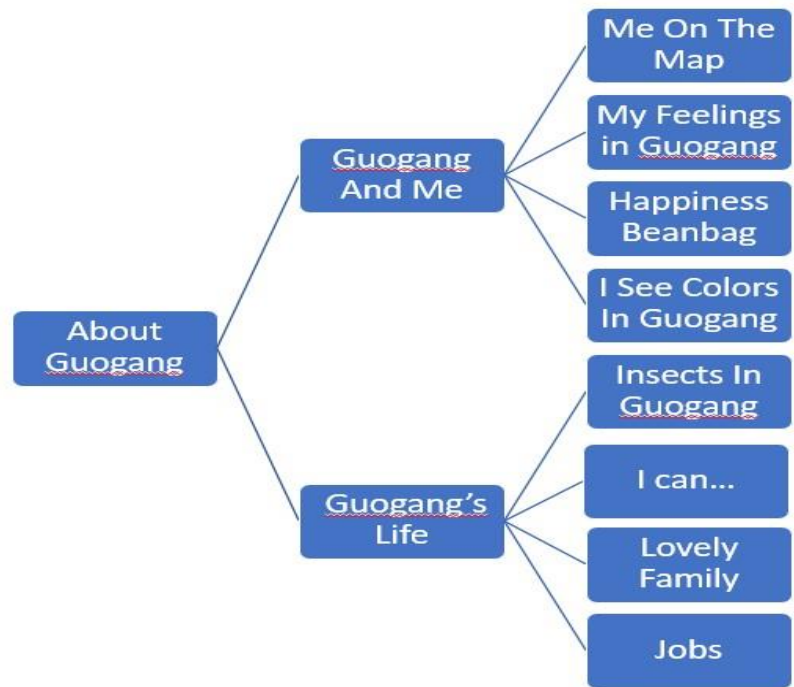 About
Guogang
Guogang
And Me
Me On The
Map
My Feelings
in Guogang
Happiness
Beanbag
I See Colors
In Guogang
Guogang's
Life
Insects In
Guogang
I can...
Lovely
Family
Jobs